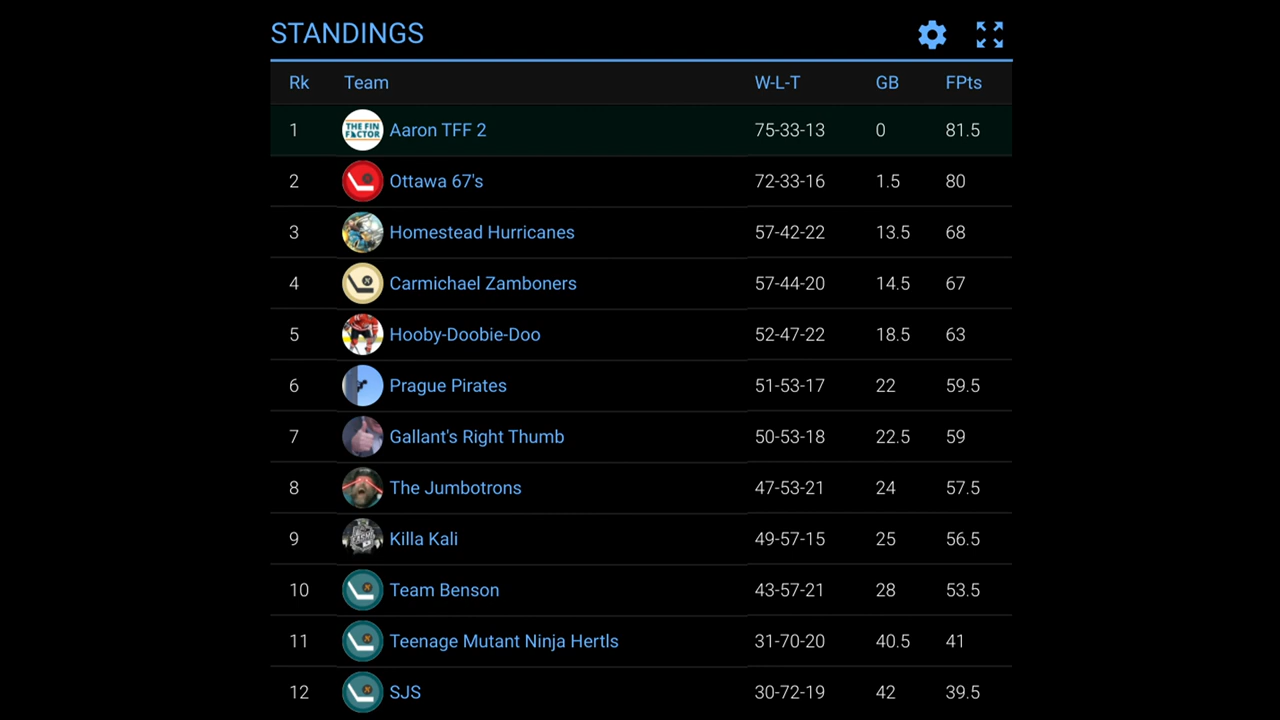 STANDINGS
Rk Team W-L-T GB FPts
1 THE FIN FACTOR Aaron TFF 2 75-33-13 0 81.5
2 Ottawa 67's 72-33-16 1.5 80
3 Homestead Hurricanes 57-42-22 13.5 68
4 Carmichael Zamboners 57-44-20 14.5 67
5 Hooby-Doobie-Doo 52-47-22 18.5 63
6 Prague Pirates 51-53-17 22 59.5
7 Gallant's Right Thumb 50-53-18 22.5 59
8 The Jumbotrons 47-53-21 24 57.5
9 Killa Kali 49-57-15 25 56.5
10 Team Benson 43-57-21 28 53.5
11 Teenage Mutant Ninja Hertls 31-70-20 40.5 41
12 SJS 30-72-19 42 39.5